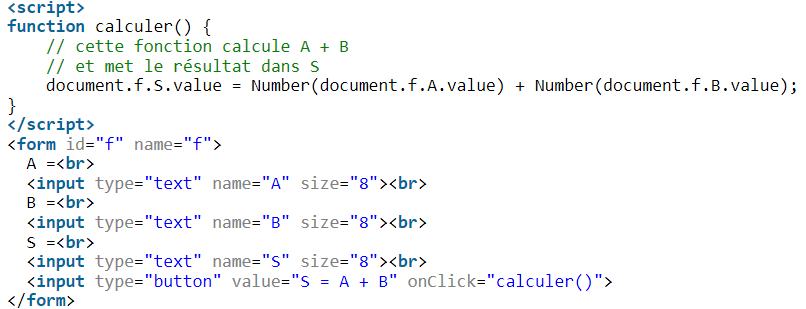 <script>
function calculer() {
    // cette fonction calcule A + B
    // et met le résultat dans S
    document.f.S.value = Number(document.f.A.value) + Number(document.f.B.value);
}
</script>
<form id="f" name="f">
  A =<br>
  <input type="text" name="A" size="8"><br>
  B =<br>
  <input type="text" name="B" size="8"><br>
  S =<br>
  <input type="text" name="S" size="8"><br>
  <input type="button" value="S = A + B" onClick="calculer()">
</form>